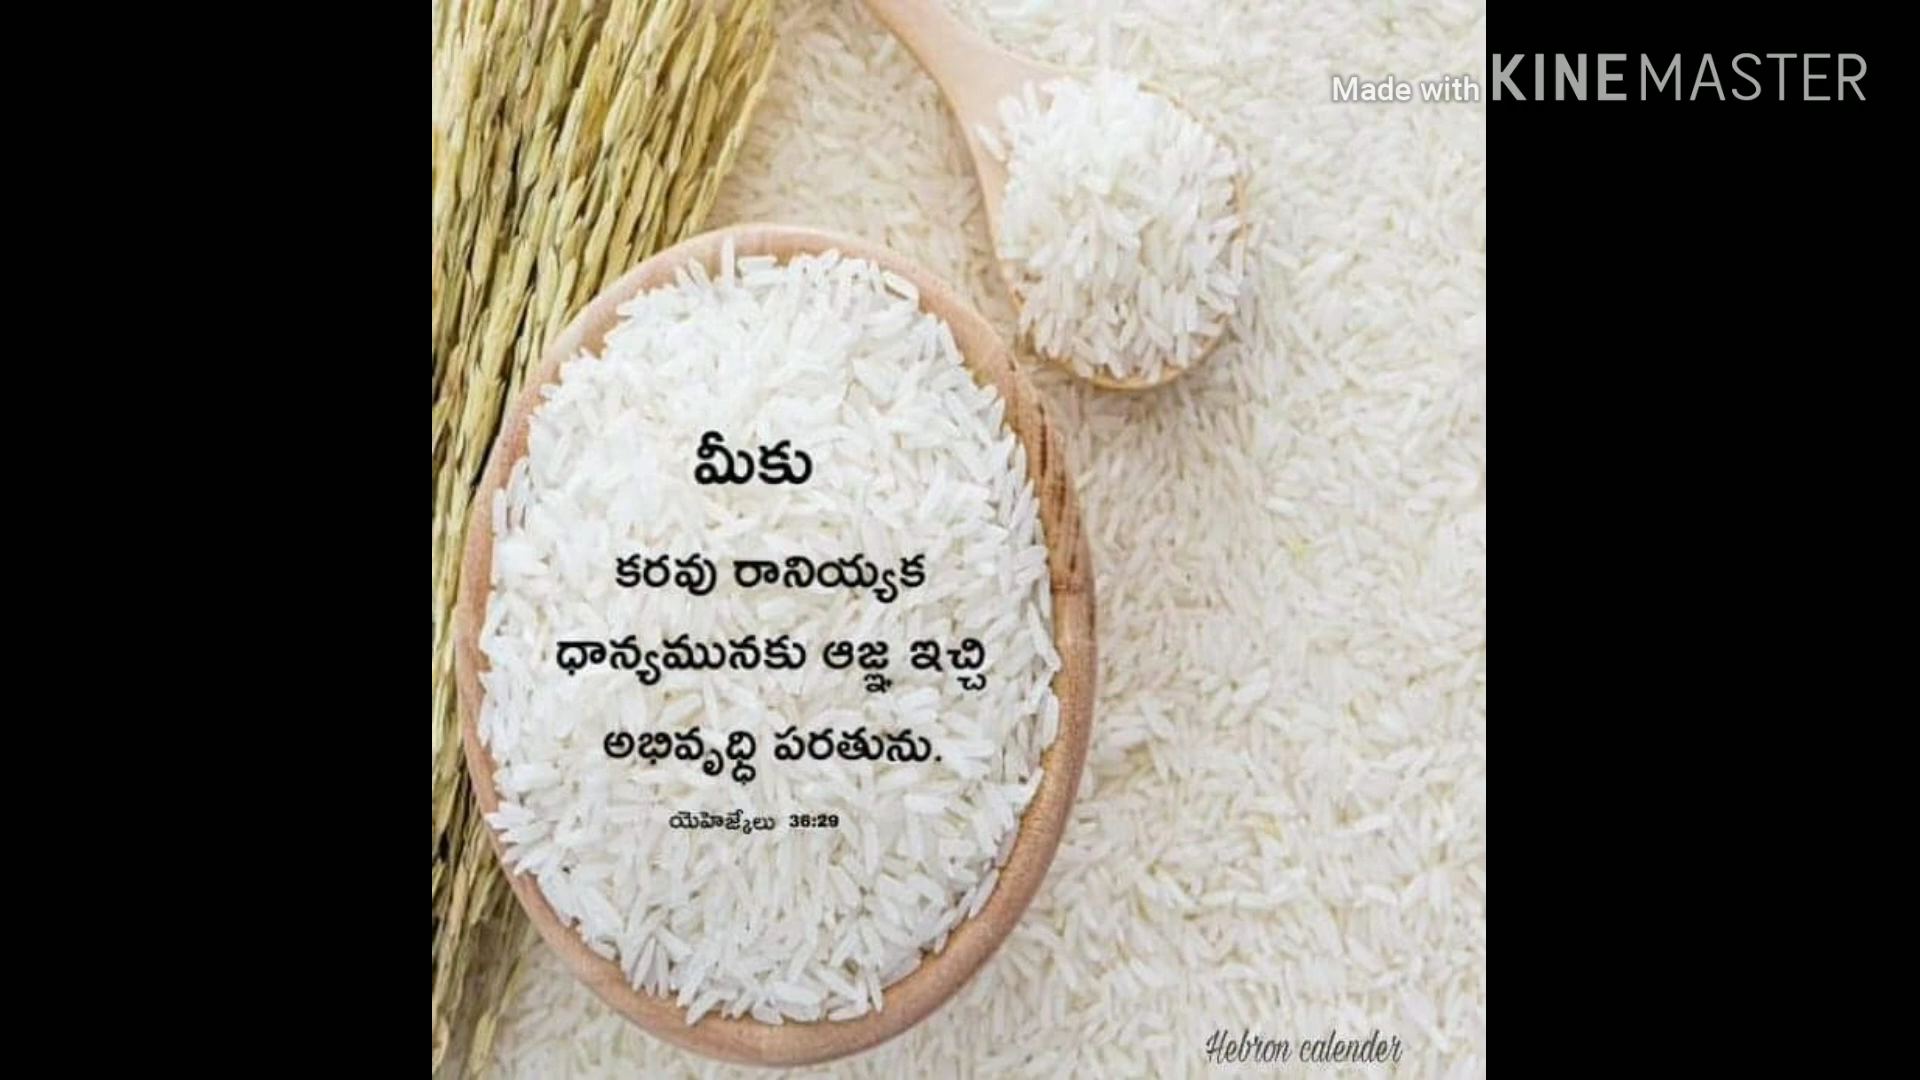 Made with KINEMASTER
మీకు
కరవు రానియ్యక
ధాన్యమునకు ఆజ్ఞ ఇచ్చి
అభివృద్ధి పరతును.
యెహెజ్కేలు 36:29
Hebron calender